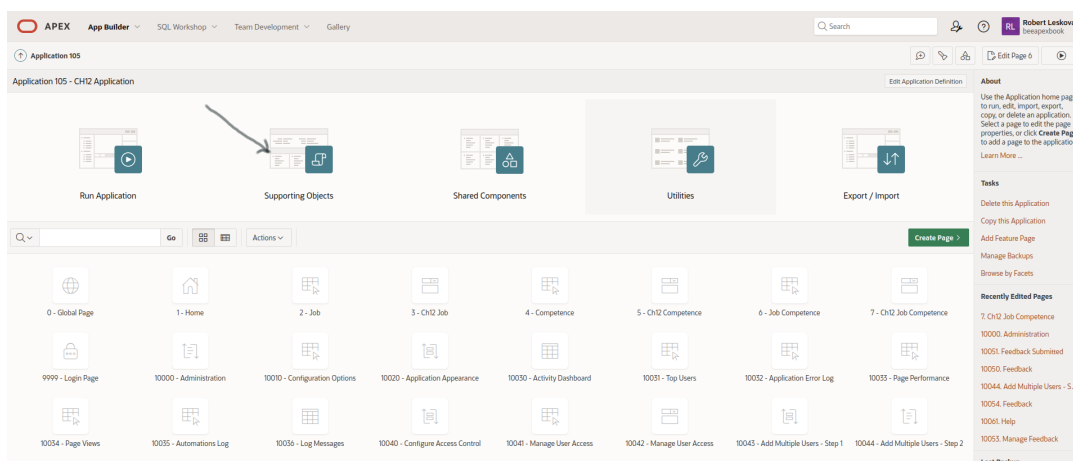 APEX App Builder SQL Workshop Team Development Gallery Search RL Robert Leskova
beeapexbook
Application 105 Edit Page 6
Application 105 - CH12 Application Edit Application Definition
Run Application Supporting Objects Shared Components Utilities Export / Import
Go Actions Create Page >
0 - Global Page 1 - Home 2 - Job 3 - Ch12 Job 4 - Competence 5 - Ch12 Competence 6 - Job Competence 7 - Ch12 Job Competence
9999 - Login Page 10000 - Administration 10010 - Configuration Options 10020 - Application Appearance 10030 - Activity Dashboard 10031 - Top Users 10032 - Application Error Log 10033 - Page Performance
10034 - Page Views 10035 - Automations Log 10036 - Log Messages 10040 - Configure Access Control 10041 - Manage User Access 10042 - Manage User Access 10043 - Add Multiple Users - Step 1 10044 - Add Multiple Users - Step 2
About
Use the Application home pag
to run, edit, import, export,
copy, or delete an application.
Select a page to edit the page
properties, or click Create Pag
to add a page to the applicatio
Learn More ...
Tasks
Delete this Application
Copy this Application
Add Feature Page
Manage Backups
Browse by Facets
Recently Edited Pages
7. Ch12 Job Competence
10000. Administration
10051. Feedback Submitted
10050. Feedback
10044. Add Multiple Users - S...
10054. Feedback
10061. Help
10053. Manage Feedback